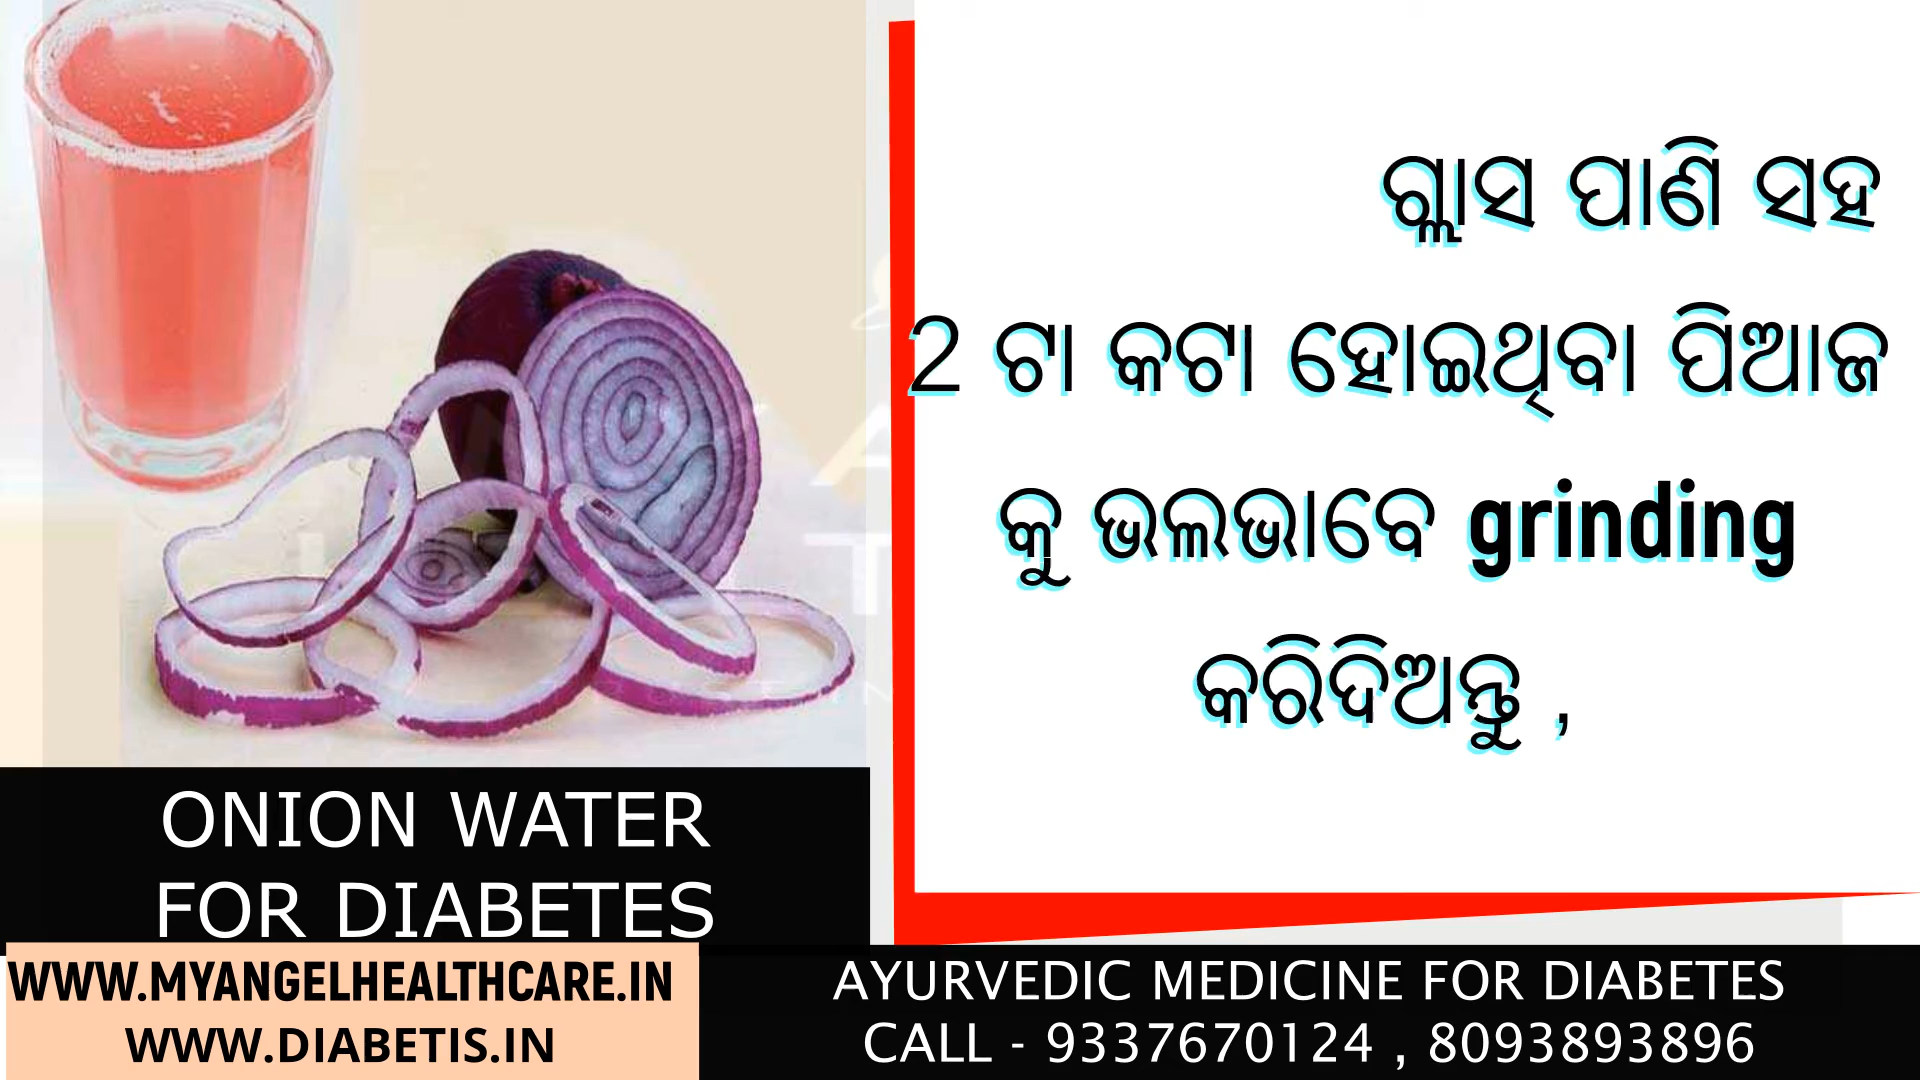 ଗ୍ଲାସ ପାଣି ସହ
2 ଟା କଟା ହୋଇଥିବା ପିଆଜ
କୁ ଭଲଭାବେ grinding
କରିଦିଅନ୍ତୁ ,
ONION WATER
FOR DIABETES
WWW.MYANGELHEALTHCARE.IN
WWW.DIABETIS.IN
AYURVEDIC MEDICINE FOR DIABETES
CALL - 9337670124 , 8093893896